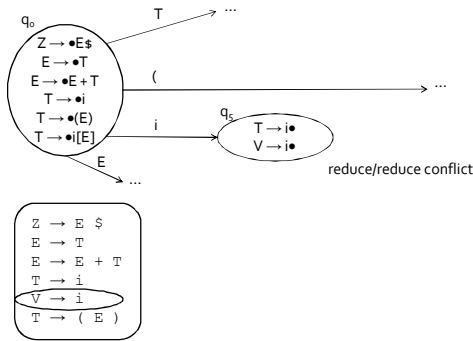 q₀
T
...
Z → •E$
E → •T
E → •E + T
T → •i
T → •(E)
T → •i[E]
(
...
i
q₅
T → i•
V → i•
E
...
reduce/reduce conflict
Z → E $
E → T
E → E + T
T → i
V → i
T → ( E )